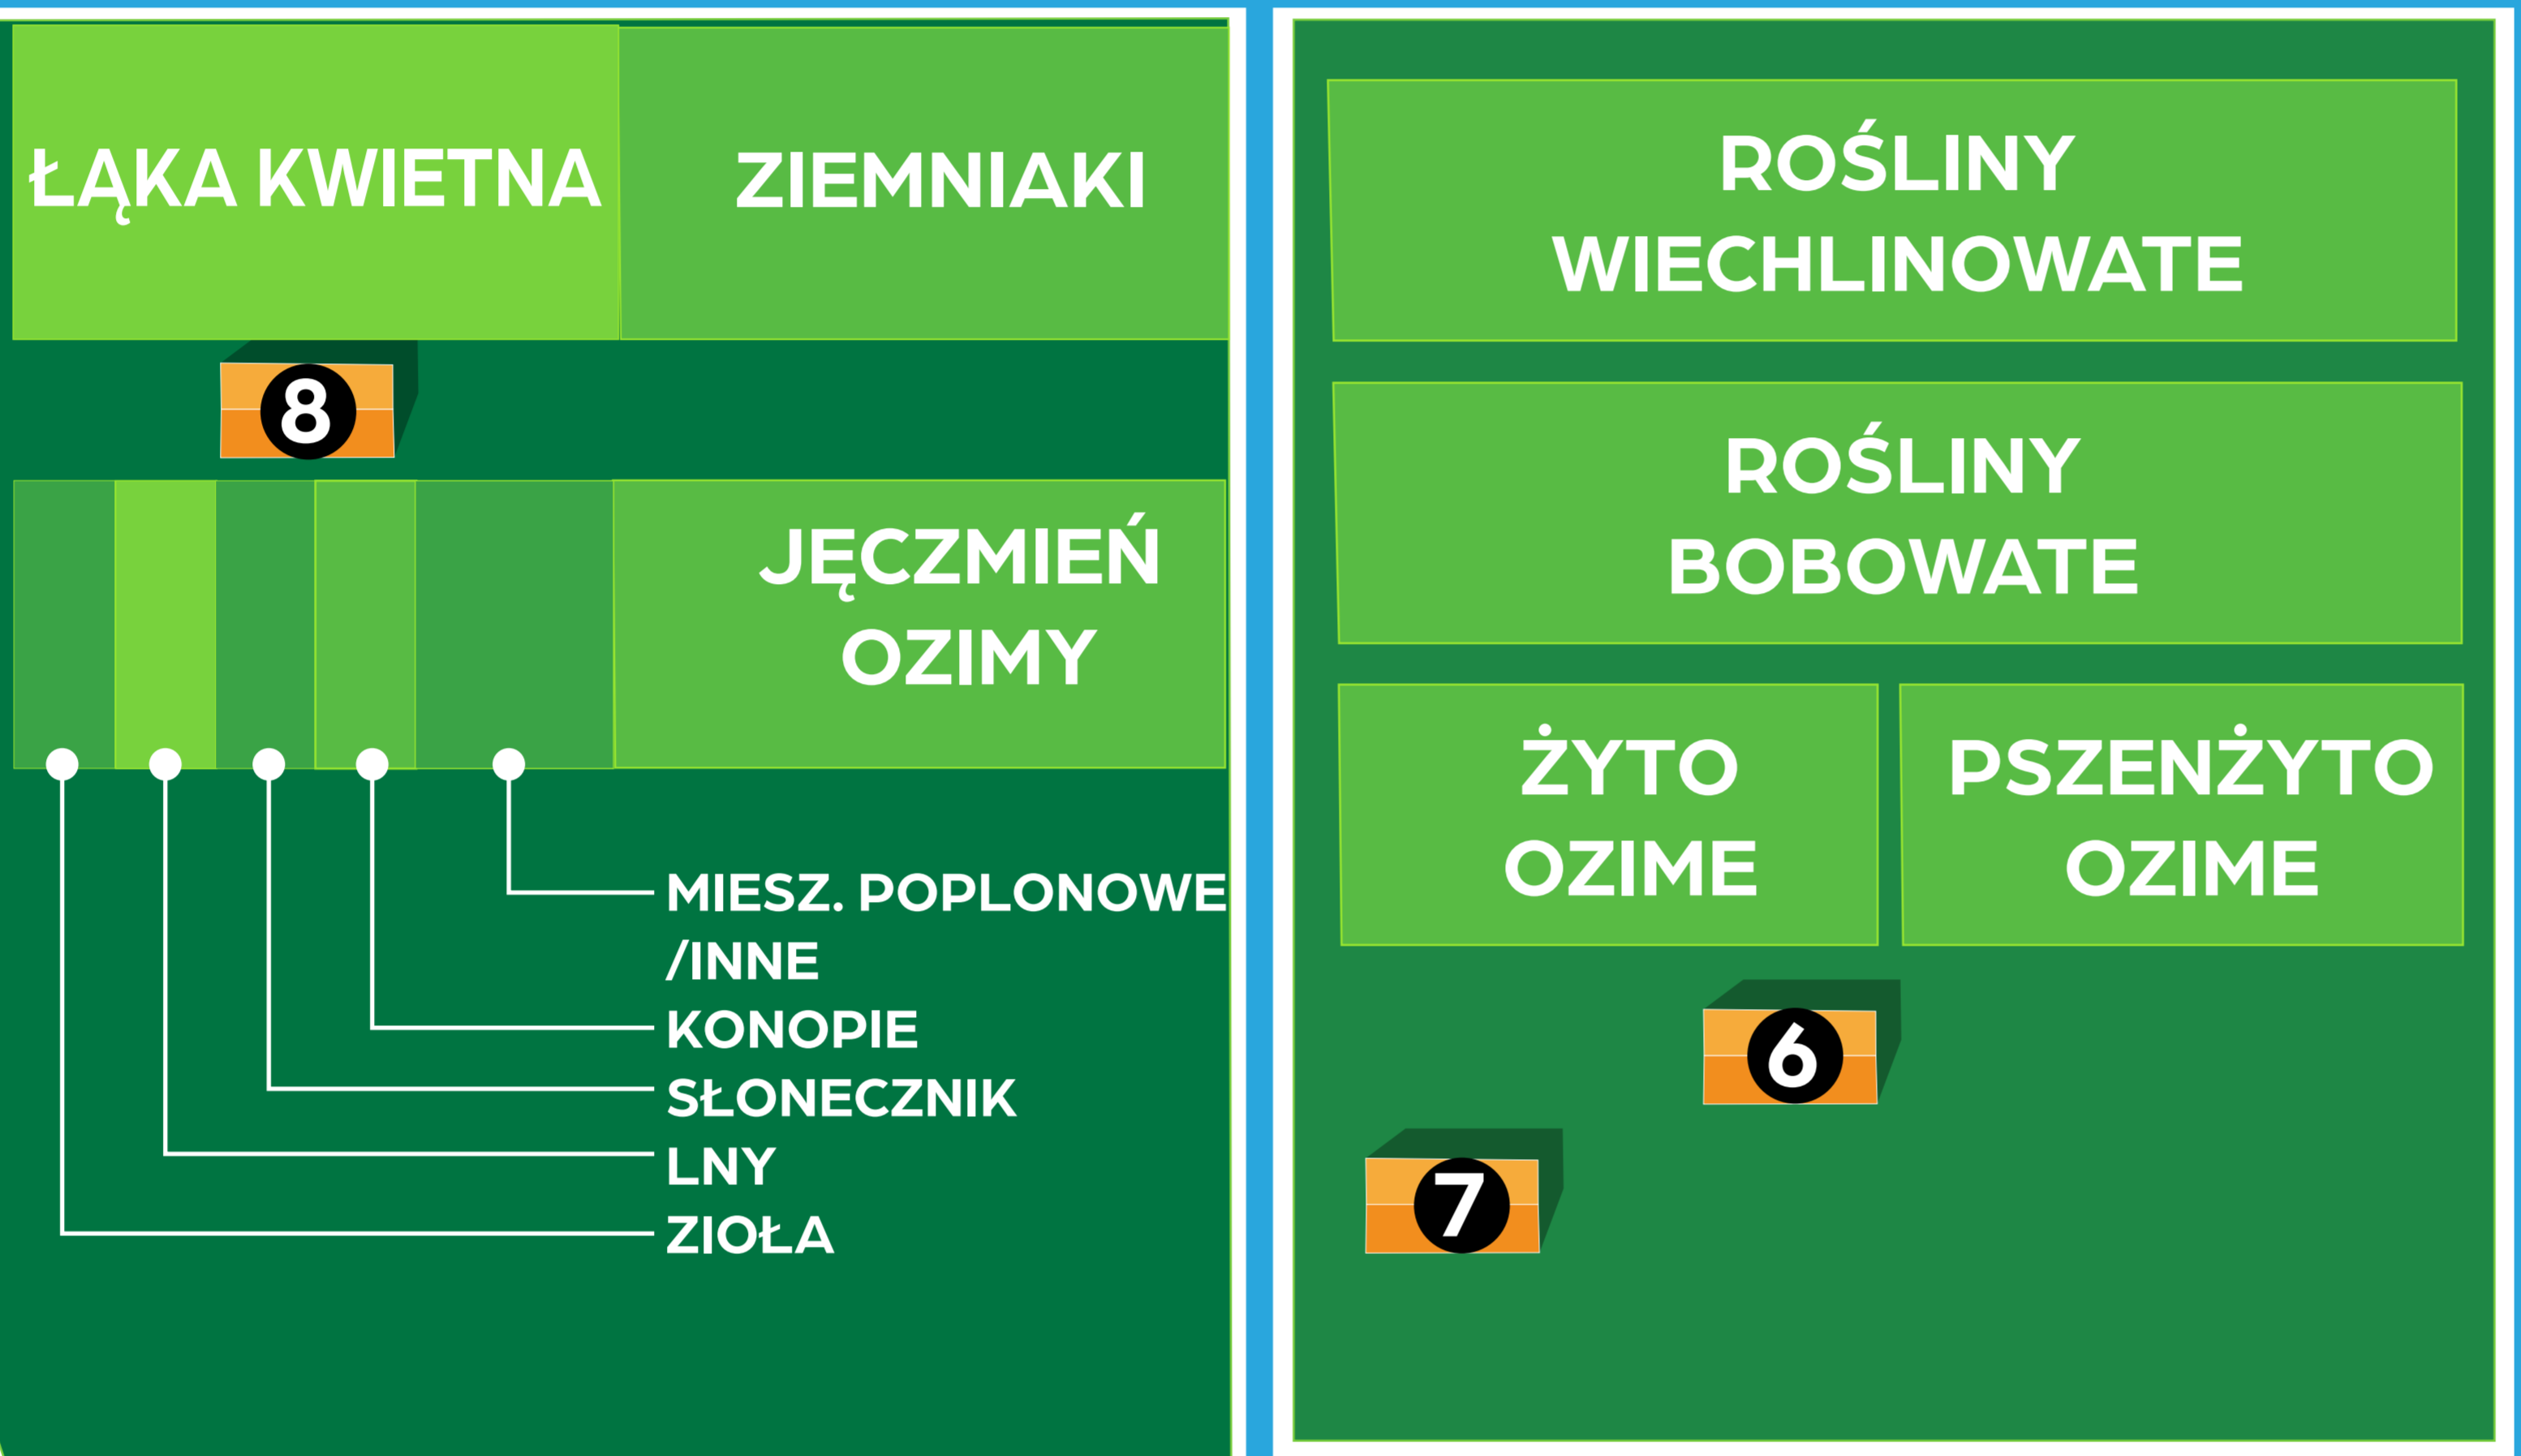 ŁĄKA KWIETNA
ZIEMNIAKI
8
JĘCZMIEŃ
OZIMY
MIESZ. POPLONOWE
/INNE
KONOPIE
SŁONECZNIK
LNY
ZIOŁA
ROŚLINY
WIECHLINOWATE
ROŚLINY
BOBOWATE
ŻYTO
OZIME
PSZENŻYTO
OZIME
6
7